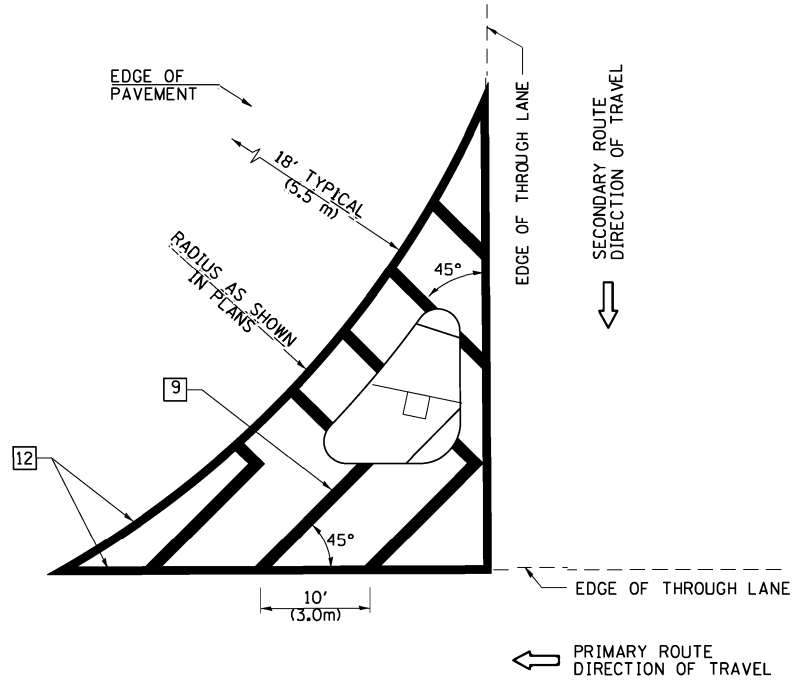 EDGE OF
PAVEMENT
18' TYPICAL
(5.5 m)
RADIUS AS SHOWN
IN PLANS
EDGE OF THROUGH LANE
SECONDARY ROUTE
DIRECTION OF TRAVEL
45°
9
12
45°
10'
(3.0m)
EDGE OF THROUGH LANE
PRIMARY ROUTE
DIRECTION OF TRAVEL